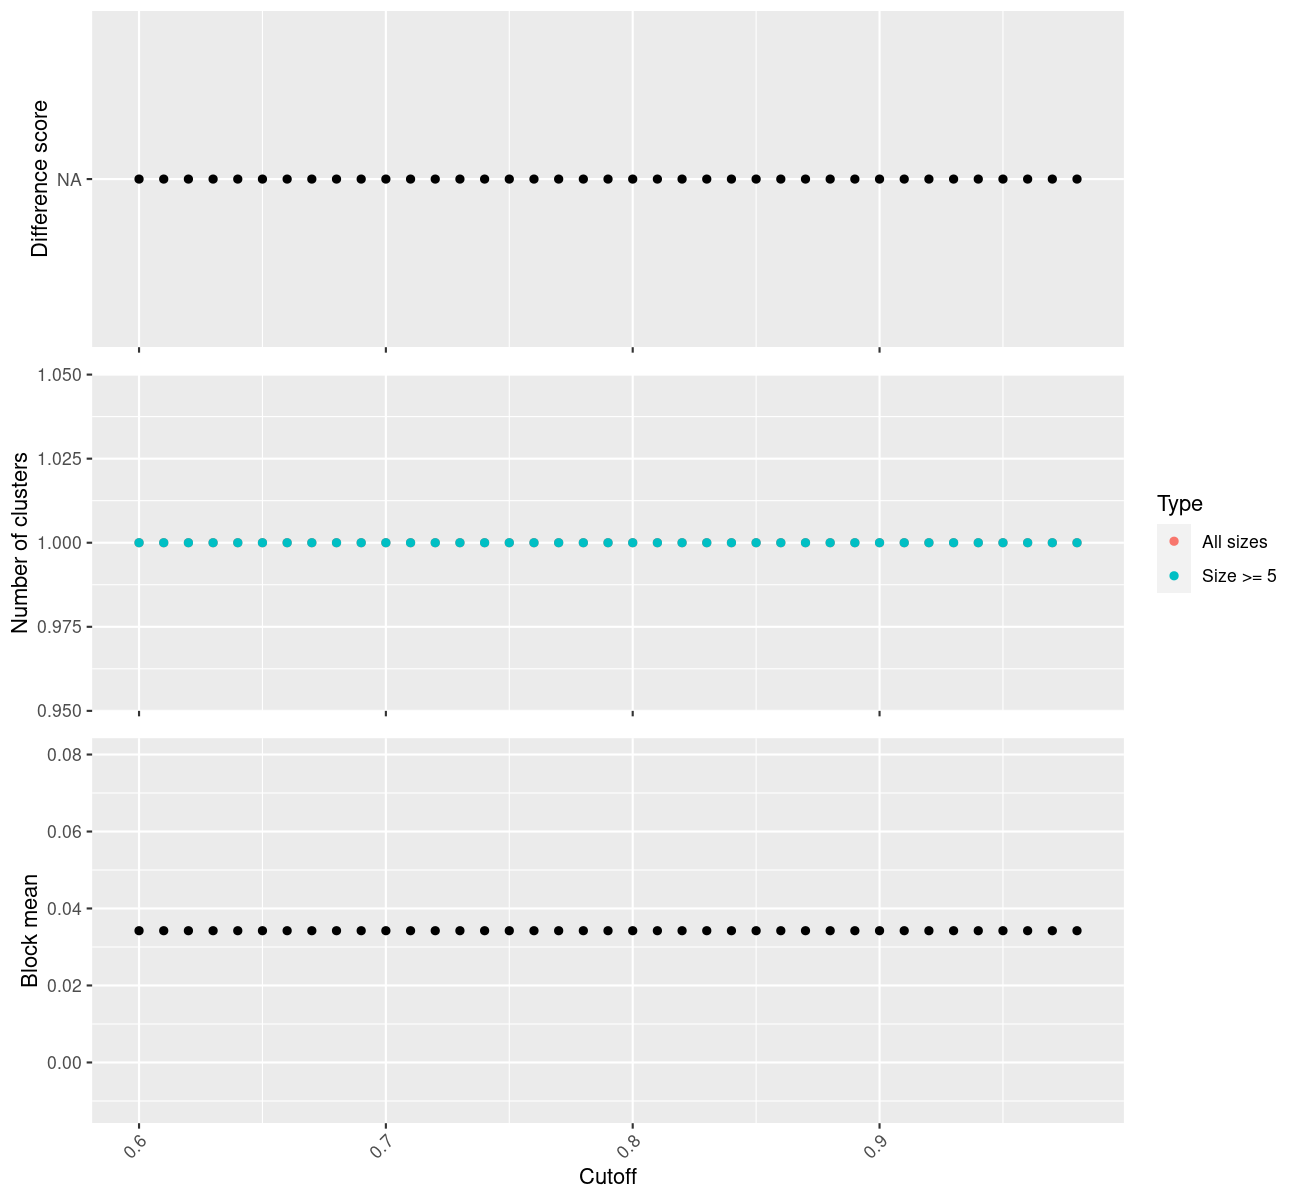 Difference score
NA
Number of clusters
1.050
1.025
1.000
0.975
0.950
Type
All sizes
Size >= 5
Block mean
0.08
0.06
0.04
0.02
0.00
0.6
0.7
0.8
0.9
Cutoff